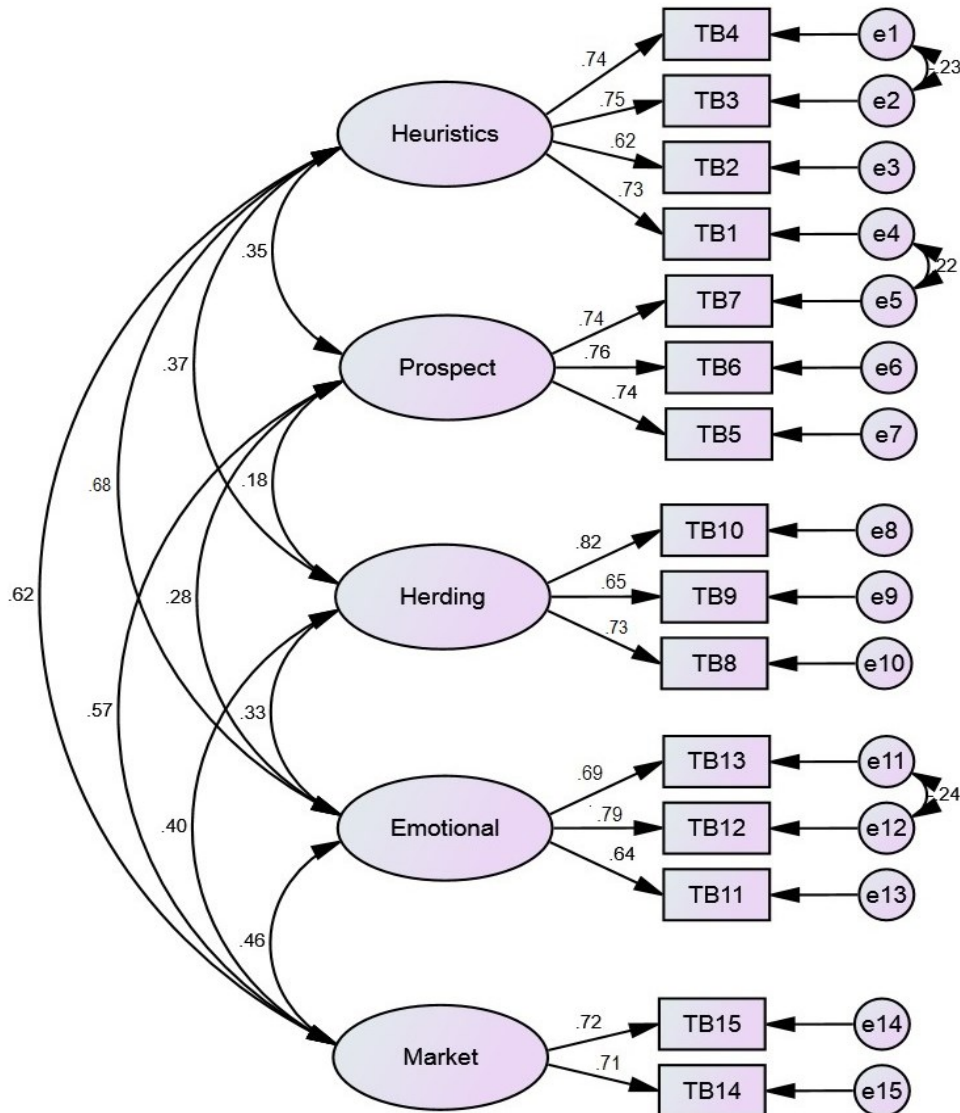 TB4
e1
.74
-.23
.75
TB3
e2
Heuristics
.62
TB2
e3
.73
TB1
e4
.35
.22
.74
TB7
e5
.37
Prospect
.76
TB6
e6
.74
TB5
e7
.68
.18
.82
TB10
e8
.62
.28
Herding
.65
TB9
e9
.73
TB8
e10
.57
.33
.69
TB13
e11
-.24
.40
Emotional
.79
TB12
e12
.64
TB11
e13
.46
.72
TB15
e14
Market
.71
TB14
e15